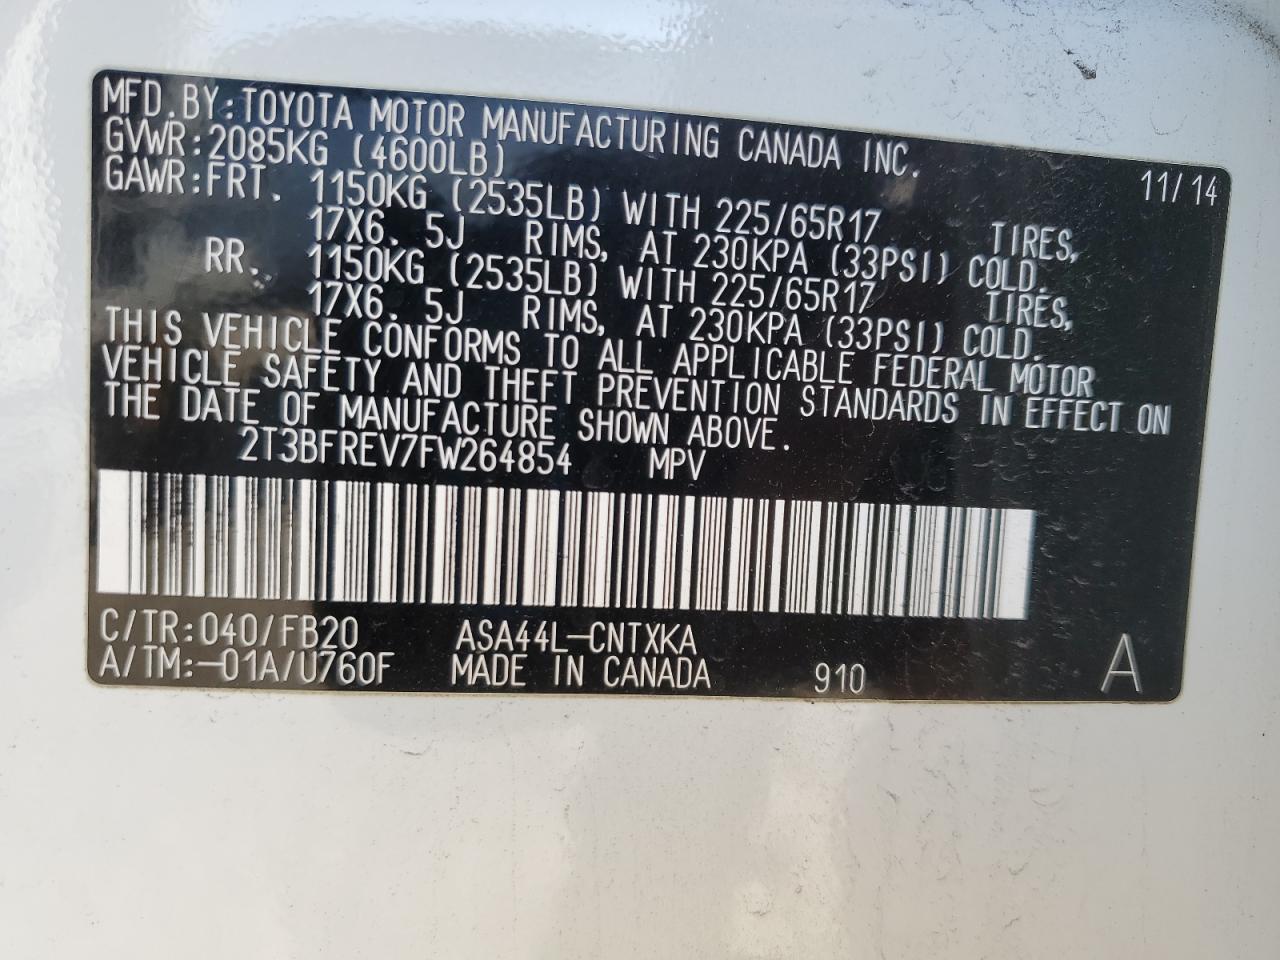 MFD.BY:TOYOTA MOTOR MANUFACTURING CANADA INC.
GVWR:2085KG (4600LB) 11/14
GAWR:FRT. 1150KG (2535LB) WITH 225/65R17 TIRES,
17X6.5J RIMS, AT 230KPA (33PSI) COLD.
RR. 1150KG (2535LB) WITH 225/65R17 TIRES,
17X6.5J RIMS, AT 230KPA (33PSI) COLD.
THIS VEHICLE CONFORMS TO ALL APPLICABLE FEDERAL MOTOR
VEHICLE SAFETY AND THEFT PREVENTION STANDARDS IN EFFECT ON
THE DATE OF MANUFACTURE SHOWN ABOVE.
2T3BFREV7FW264854 MPV
C/TR:040/FB20 ASA44L-CNTXKA
A/TM:-01A/U760F MADE IN CANADA 910 A